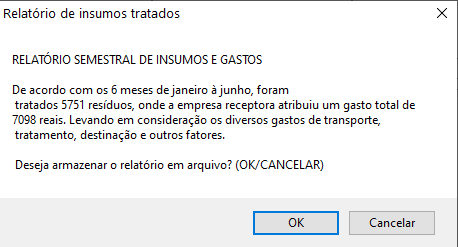 Relatório de insumos tratados
RELATÓRIO SEMESTRAL DE INSUMOS E GASTOS
De acordo com os 6 meses de janeiro à junho, foram
tratados 5751 resíduos, onde a empresa receptora atribuiu um gasto total de
7098 reais. Levando em consideração os diversos gastos de transporte,
tratamento, destinação e outros fatores.
Deseja armazenar o relatório em arquivo? (OK/CANCELAR)
OK
Cancelar